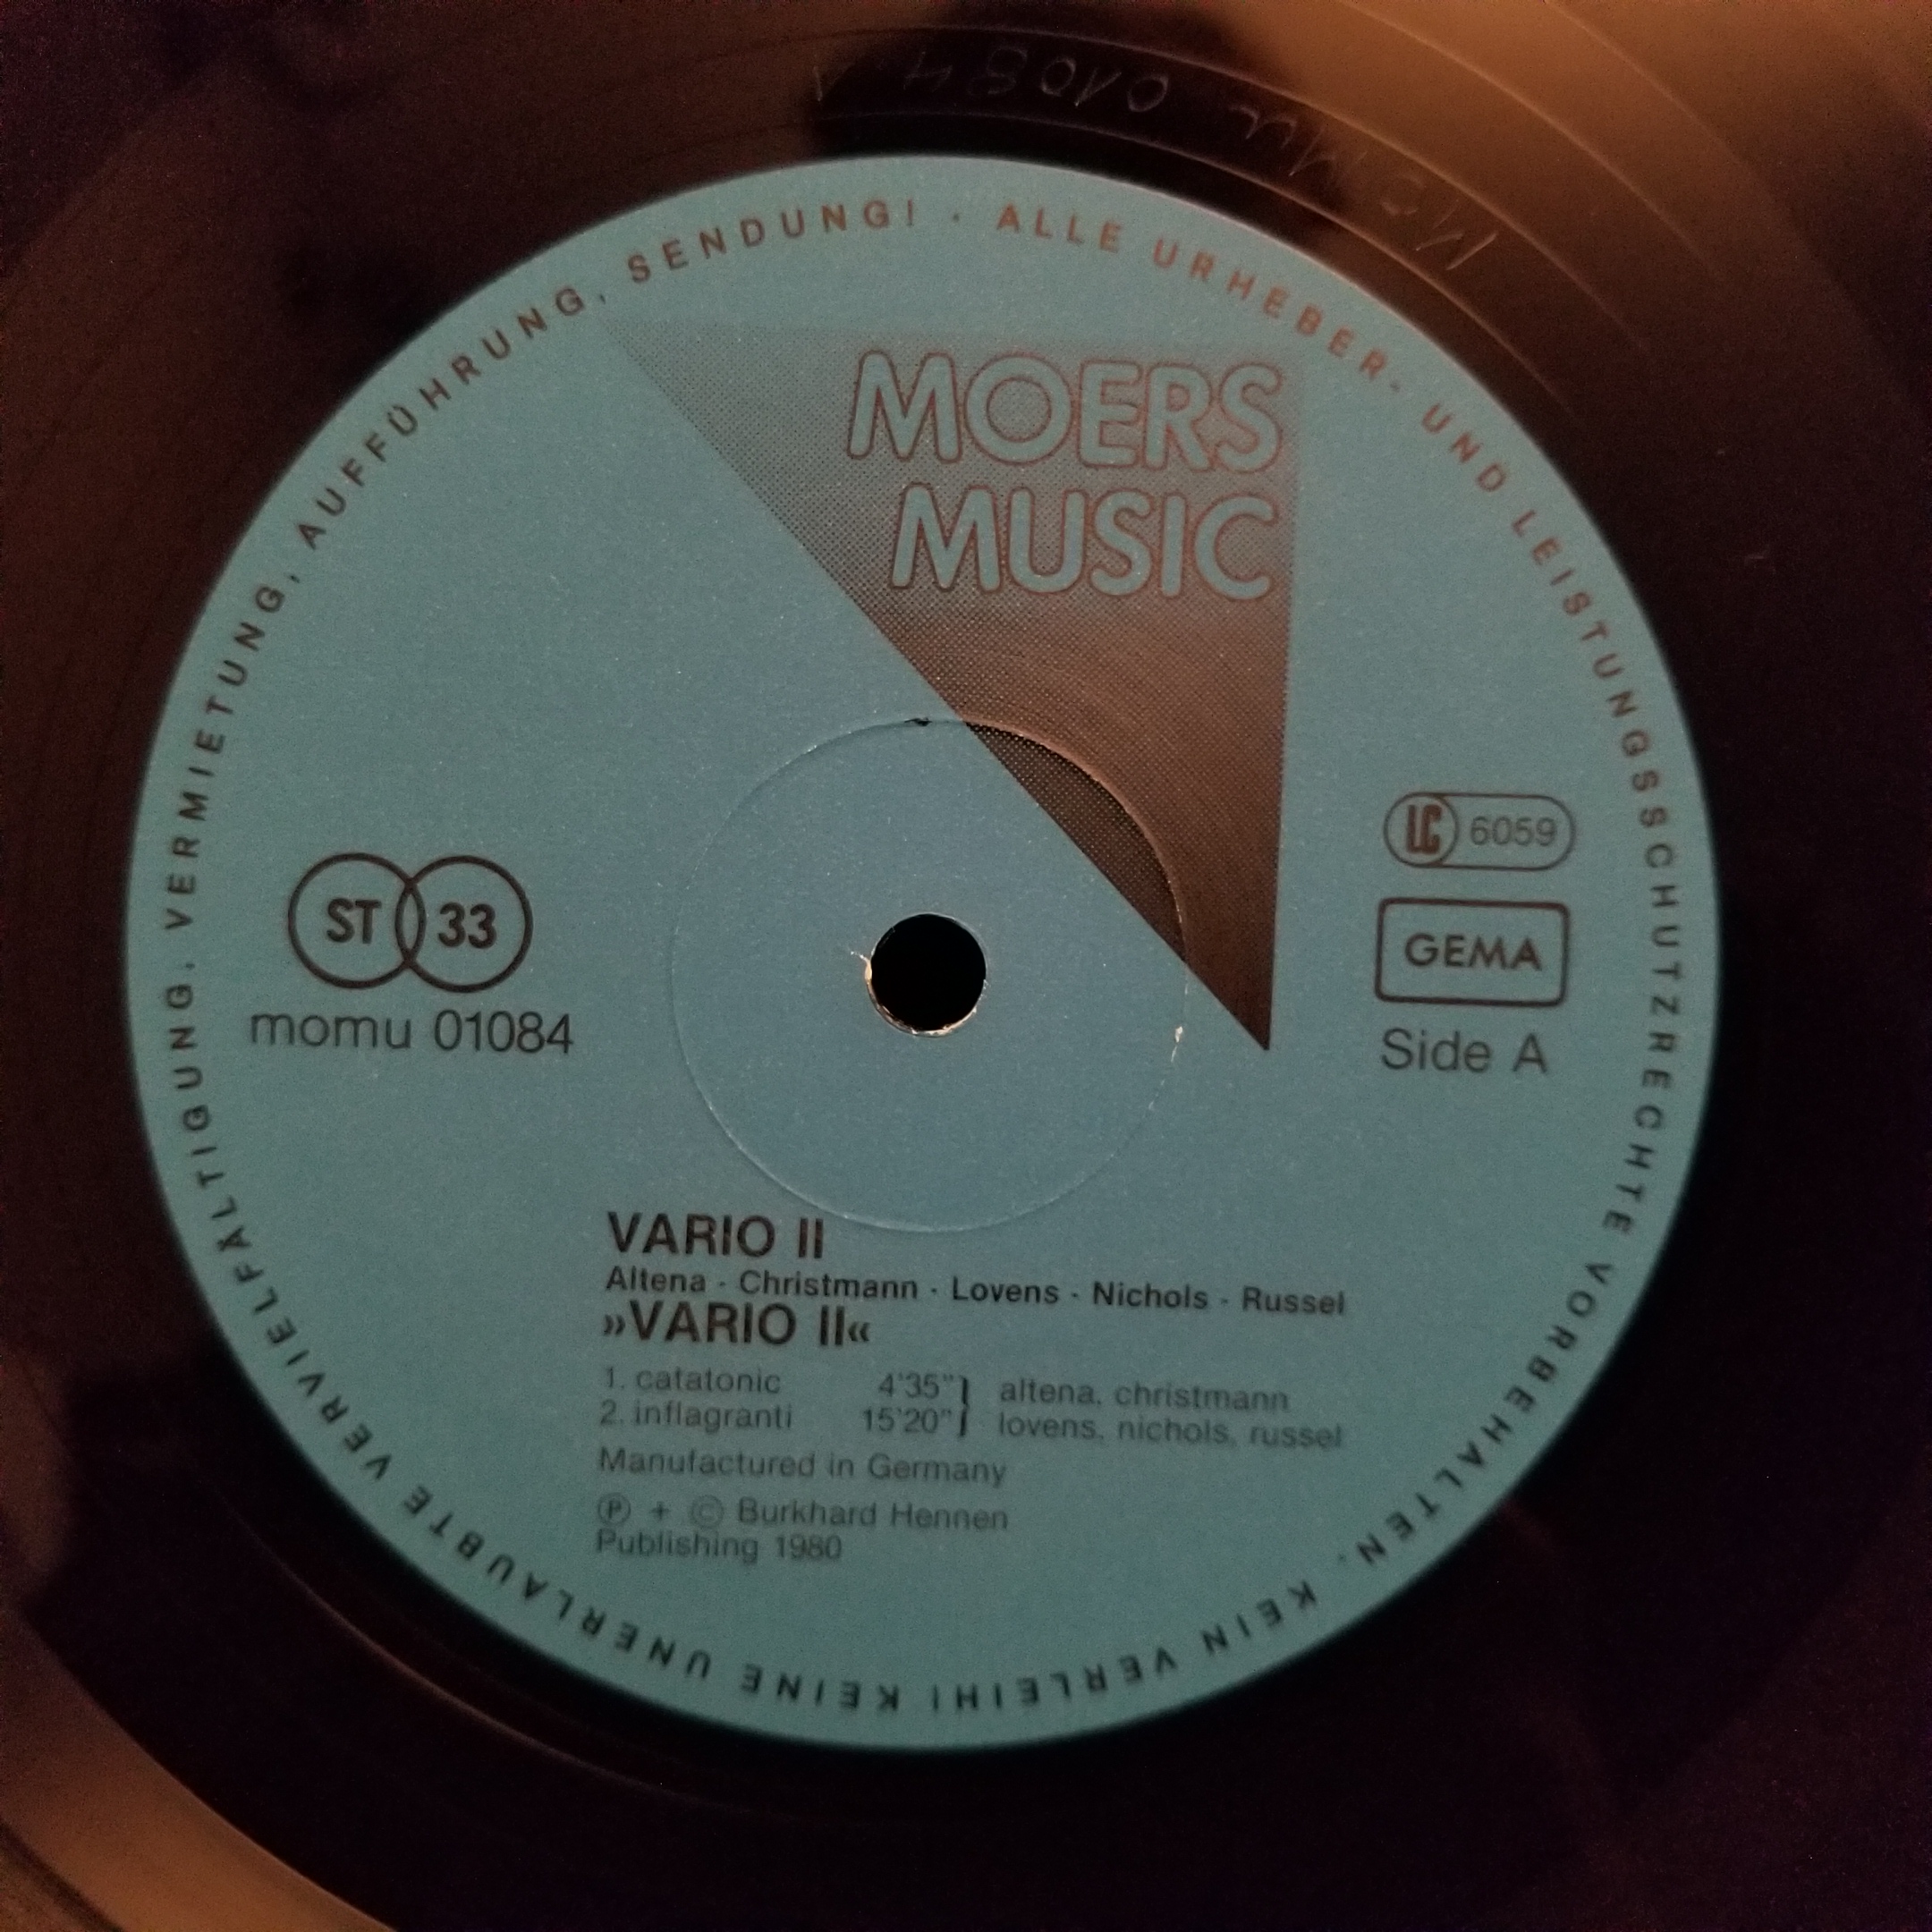 MOMU 01084 A
ALLE URHEBER- UND LEISTUNGSSCHUTZRECHTE VORBEHALTEN. KEIN VERLEIH! KEINE UNERLAUBTE VERVIELFÄLTIGUNG, VERMIETUNG, AUFFÜHRUNG, SENDUNG! ·
MOERS
MUSIC
LC 6059
ST 33
GEMA
momu 01084
Side A
VARIO II
Altena · Christmann · Lovens · Nichols · Russel
»VARIO II«
1. catatonic 4'35" } altena, christmann
2. inflagranti 15'20" } lovens, nichols, russel
Manufactured in Germany
Ⓟ + © Burkhard Hennen
Publishing 1980